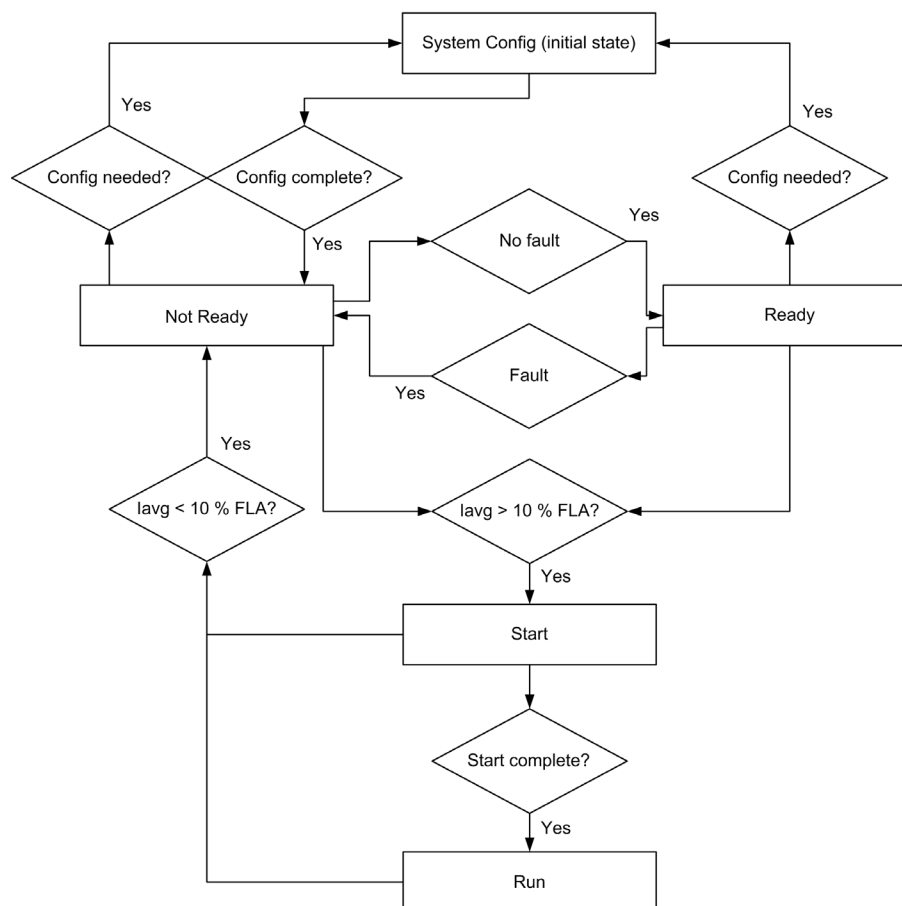 System Config (initial state)
Yes
Yes
Config needed?
Config complete?
Config needed?
Yes
No fault
Yes
Not Ready
Ready
Fault
Yes
Yes
Iavg < 10 % FLA?
Iavg > 10 % FLA?
Yes
Start
Start complete?
Yes
Run